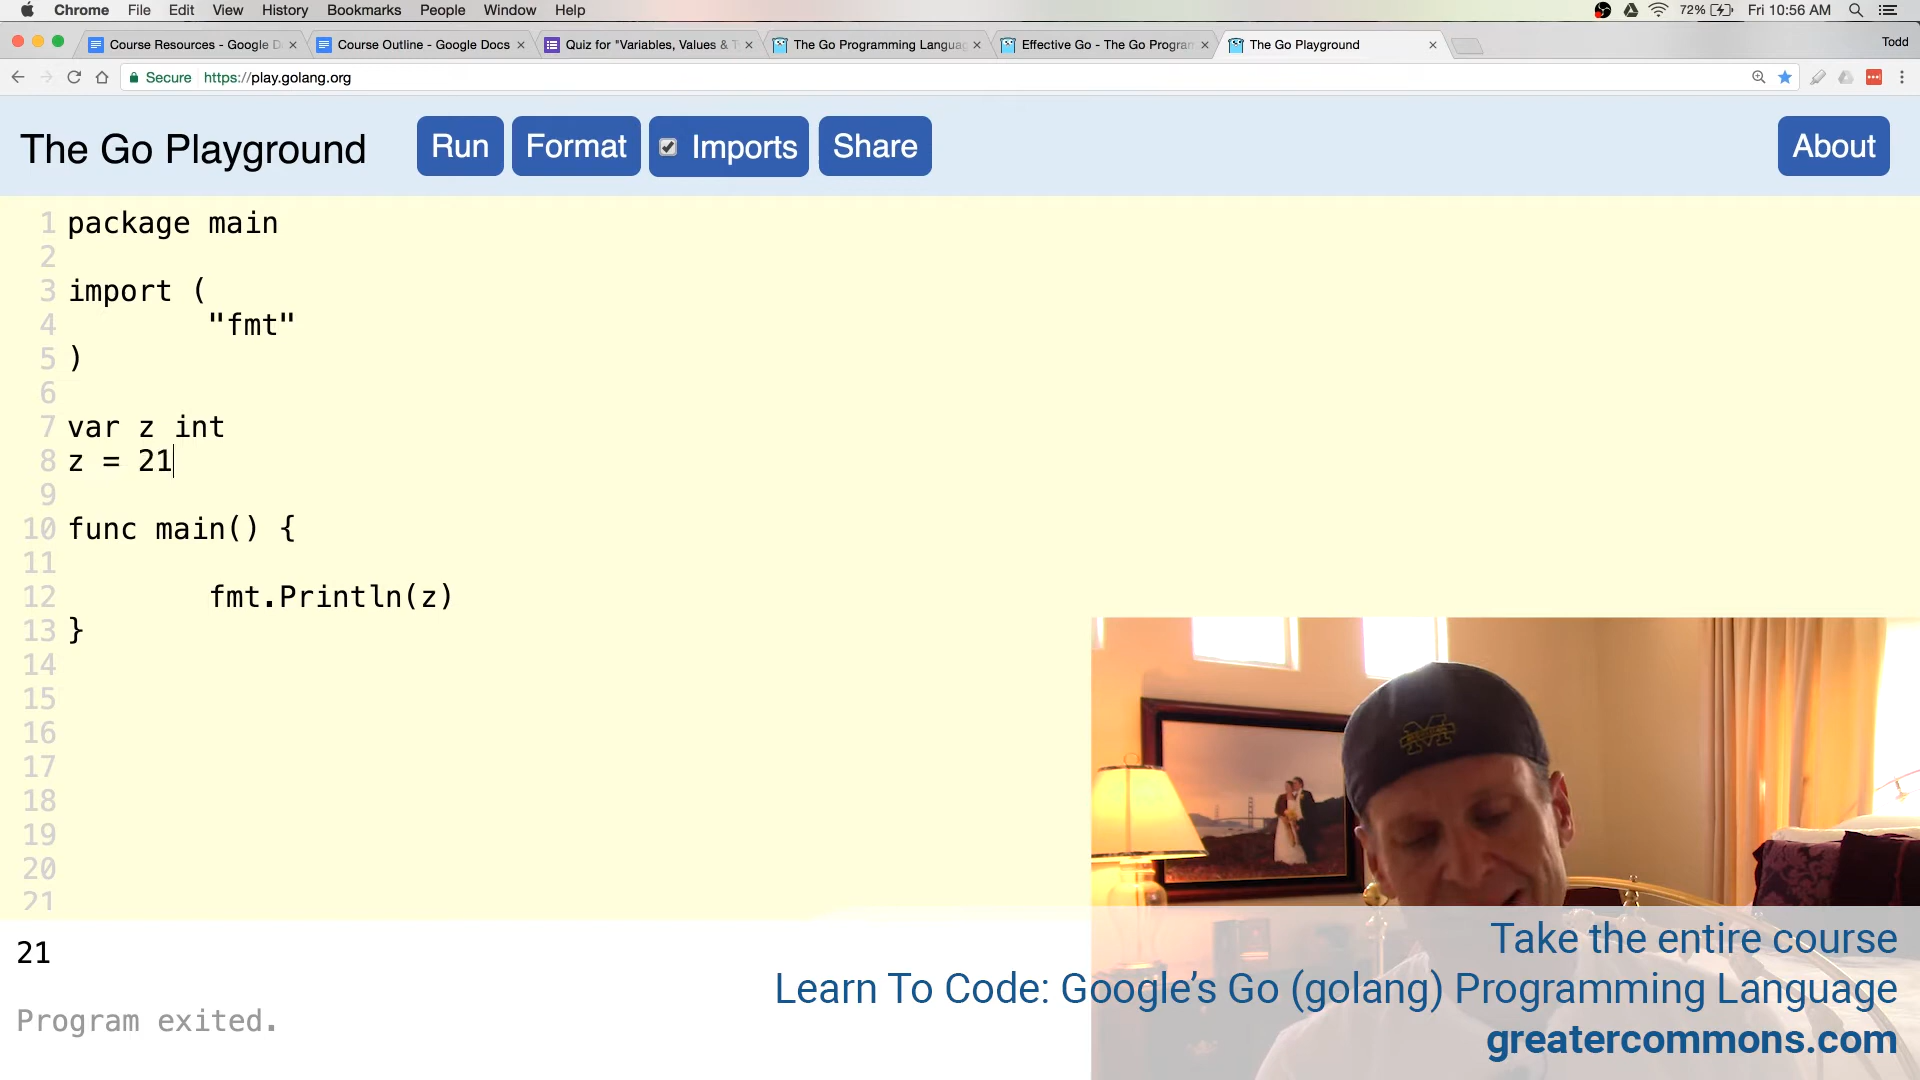 Chrome File Edit View History Bookmarks People Window Help 72% Fri 10:56 AM
Course Resources - Google D Course Outline - Google Docs Quiz for "Variables, Values & T The Go Programming Langua Effective Go - The Go Program The Go Playground Todd
Secure https://play.golang.org
The Go Playground Run Format Imports Share About
1 package main
2
3 import (
4 "fmt"
5 )
6
7 var z int
8 z = 21
9
10 func main() {
11
12 fmt.Println(z)
13 }
14
15
16
17
18
19
20
21
21
Program exited.
Take the entire course
Learn To Code: Google’s Go (golang) Programming Language
greatercommons.com